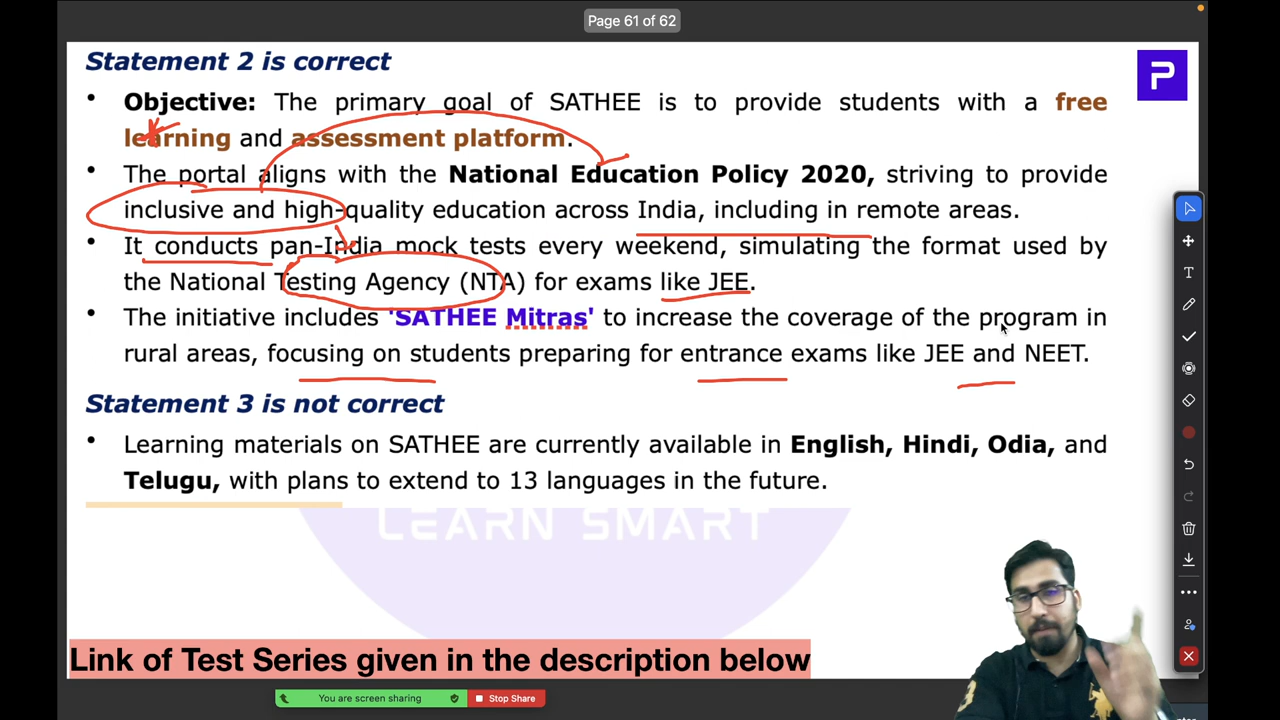 Page 61 of 62
Statement 2 is correct
P
• Objective: The primary goal of SATHEE is to provide students with a free
learning and assessment platform.
• The portal aligns with the National Education Policy 2020, striving to provide
inclusive and high-quality education across India, including in remote areas.
• It conducts pan-India mock tests every weekend, simulating the format used by
the National Testing Agency (NTA) for exams like JEE.
• The initiative includes 'SATHEE Mitras' to increase the coverage of the program in
rural areas, focusing on students preparing for entrance exams like JEE and NEET.
Statement 3 is not correct
• Learning materials on SATHEE are currently available in English, Hindi, Odia, and
Telugu, with plans to extend to 13 languages in the future.
LEARN SMART
Link of Test Series given in the description below
You are screen sharing
Stop Share